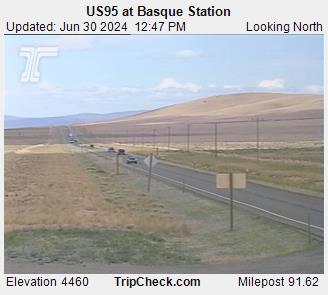 US95 at Basque Station
Updated: Jun 30 2024 12:47 PM Looking North
Elevation 4460 TripCheck.com Milepost 91.62